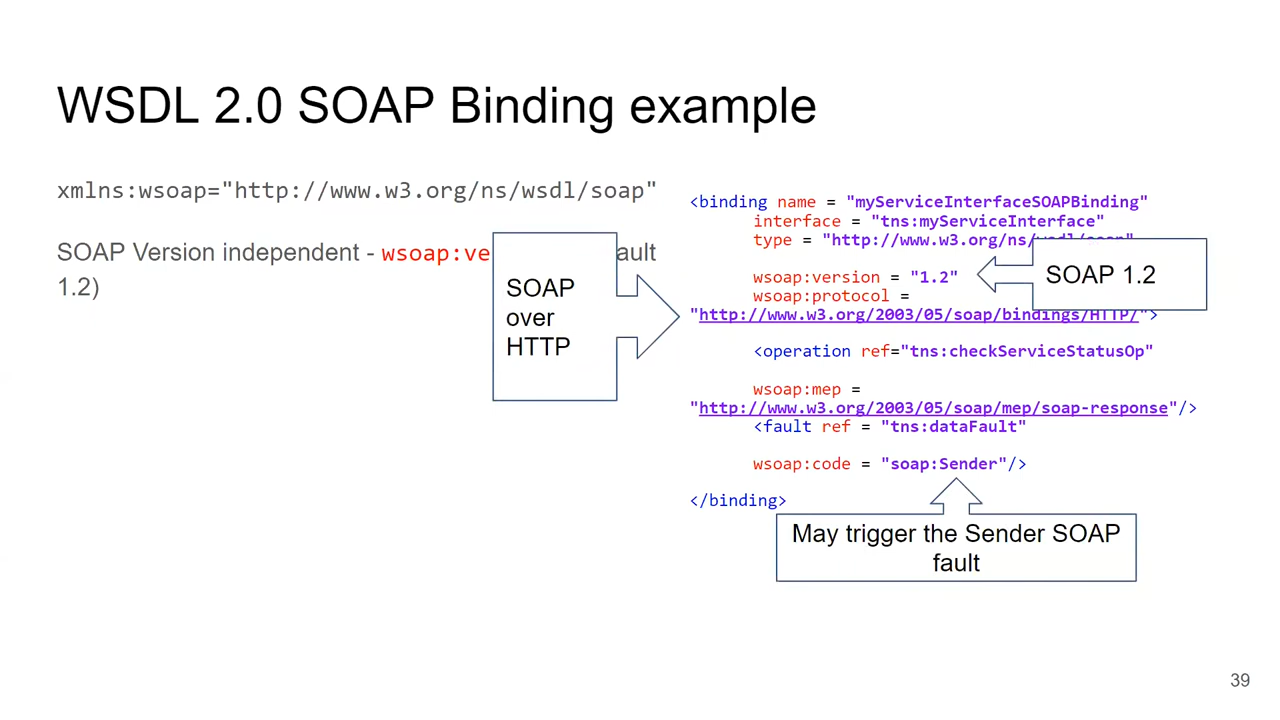 WSDL 2.0 SOAP Binding example
xmlns:wsoap="http://www.w3.org/ns/wsdl/soap"
SOAP Version independent - wsoap:ve ault
1.2)
SOAP
over
HTTP
<binding name = "myServiceInterfaceSOAPBinding"
interface = "tns:myServiceInterface"
type = "http://www.w3.org/ns/wsdl/soap"
wsoap:version = "1.2"
SOAP 1.2
wsoap:protocol =
"http://www.w3.org/2003/05/soap/bindings/HTTP/">
<operation ref="tns:checkServiceStatusOp"
wsoap:mep =
"http://www.w3.org/2003/05/soap/mep/soap-response"/>
<fault ref = "tns:dataFault"
wsoap:code = "soap:Sender"/>
</binding>
May trigger the Sender SOAP
fault
39